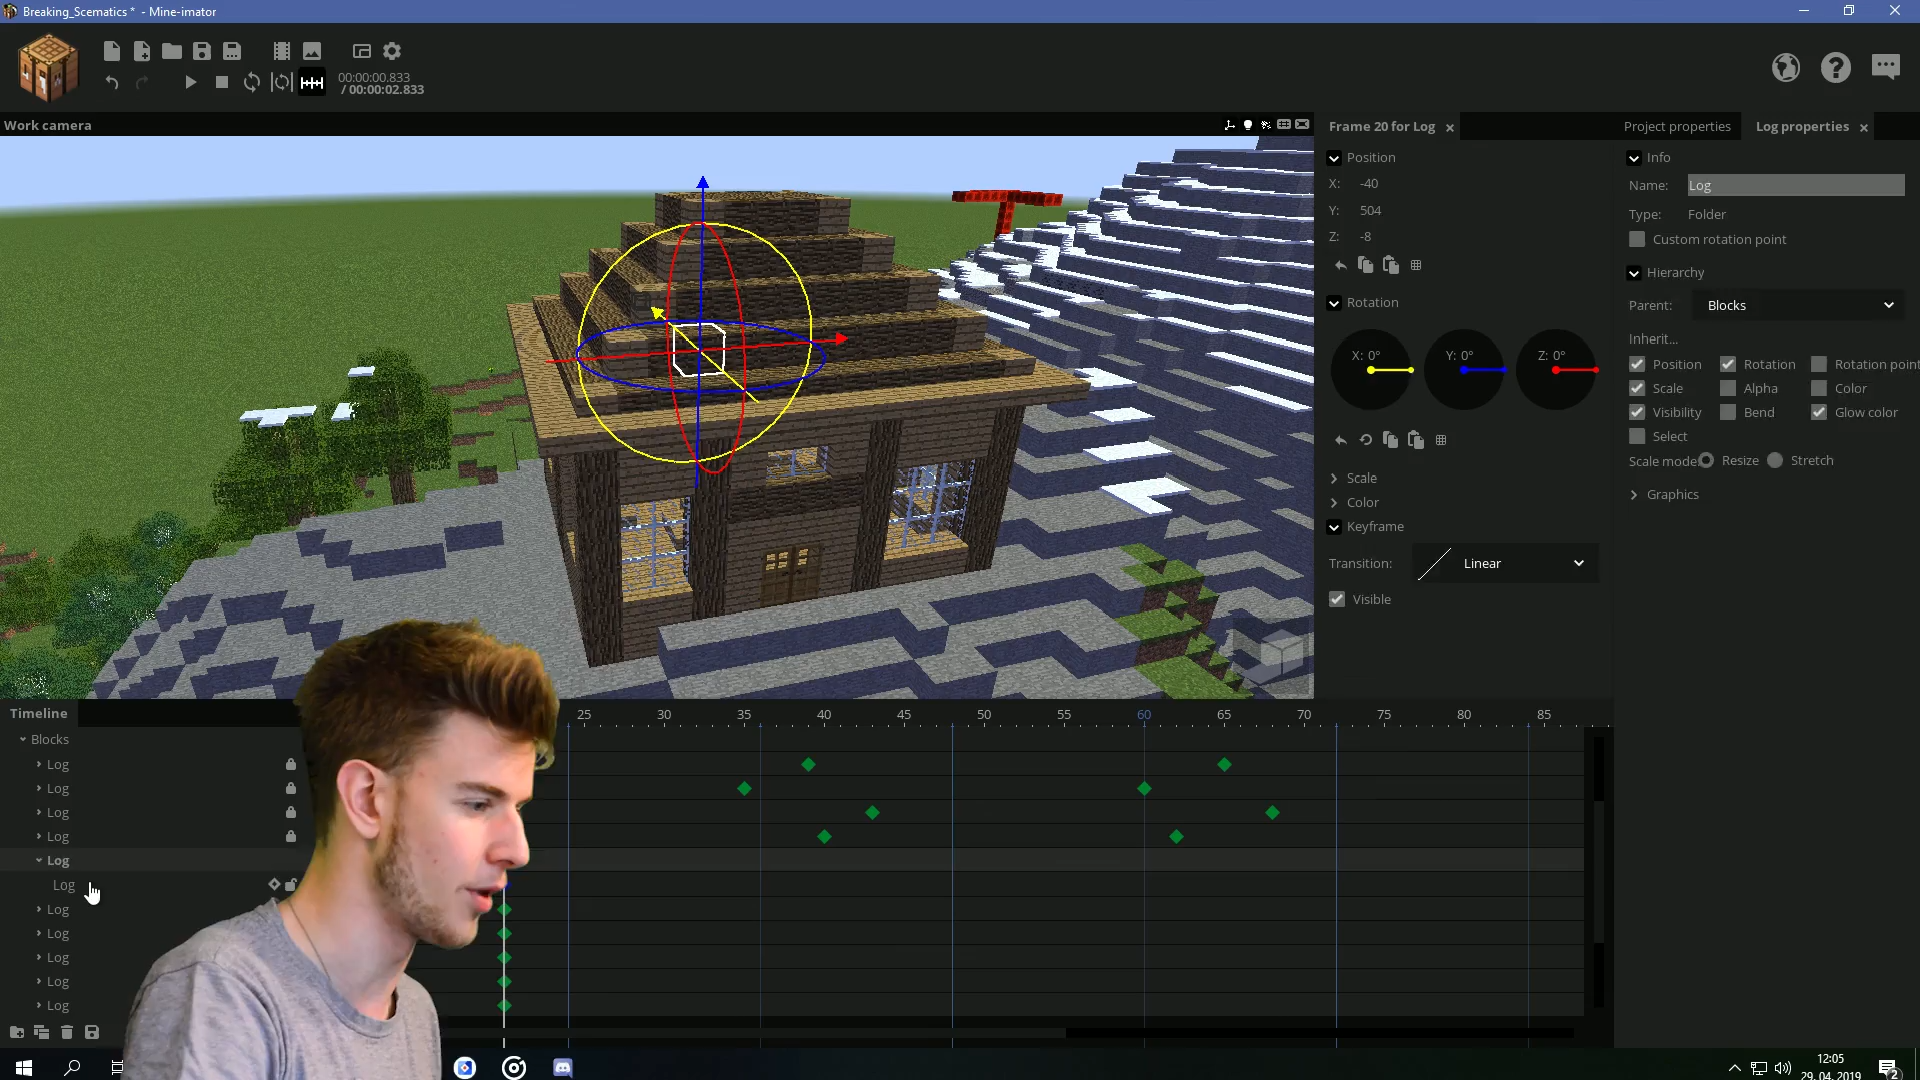 Breaking_Scematics * - Mine-imator
00:00:00.833
/ 00:00:02.833
Work camera
Frame 20 for Log
Project properties
Log properties
Position
X: -40
Y: 504
Z: -8
Rotation
X: 0°
Y: 0°
Z: 0°
Scale
Color
Keyframe
Transition: Linear
Visible
Info
Name: Log
Type: Folder
Custom rotation point
Hierarchy
Parent: Blocks
Inherit...
Position Rotation Rotation point
Scale Alpha Color
Visibility Bend Glow color
Select
Scale mode Resize Stretch
Graphics
Timeline
25 30 35 40 45 50 55 60 65 70 75 80 85
Blocks
Log
Log
Log
Log
Log
Log
Log
Log
Log
Log
Log
12:05
29.04.2019
2